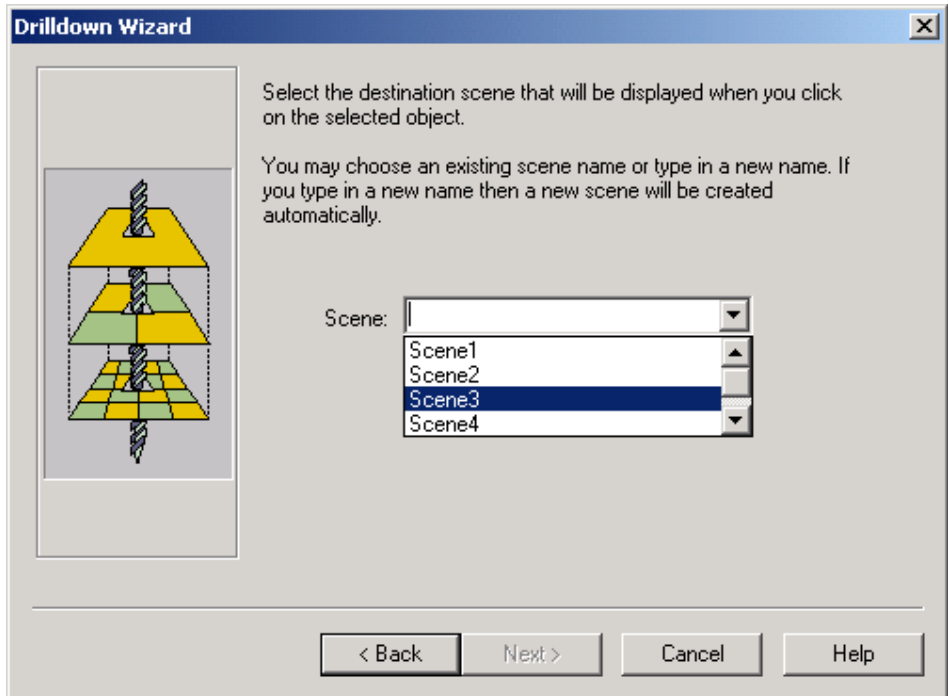 Drilldown Wizard
Select the destination scene that will be displayed when you click
on the selected object.
You may choose an existing scene name or type in a new name. If
you type in a new name then a new scene will be created
automatically.
Scene:
Scene1
Scene2
Scene3
Scene4
< Back Next > Cancel Help